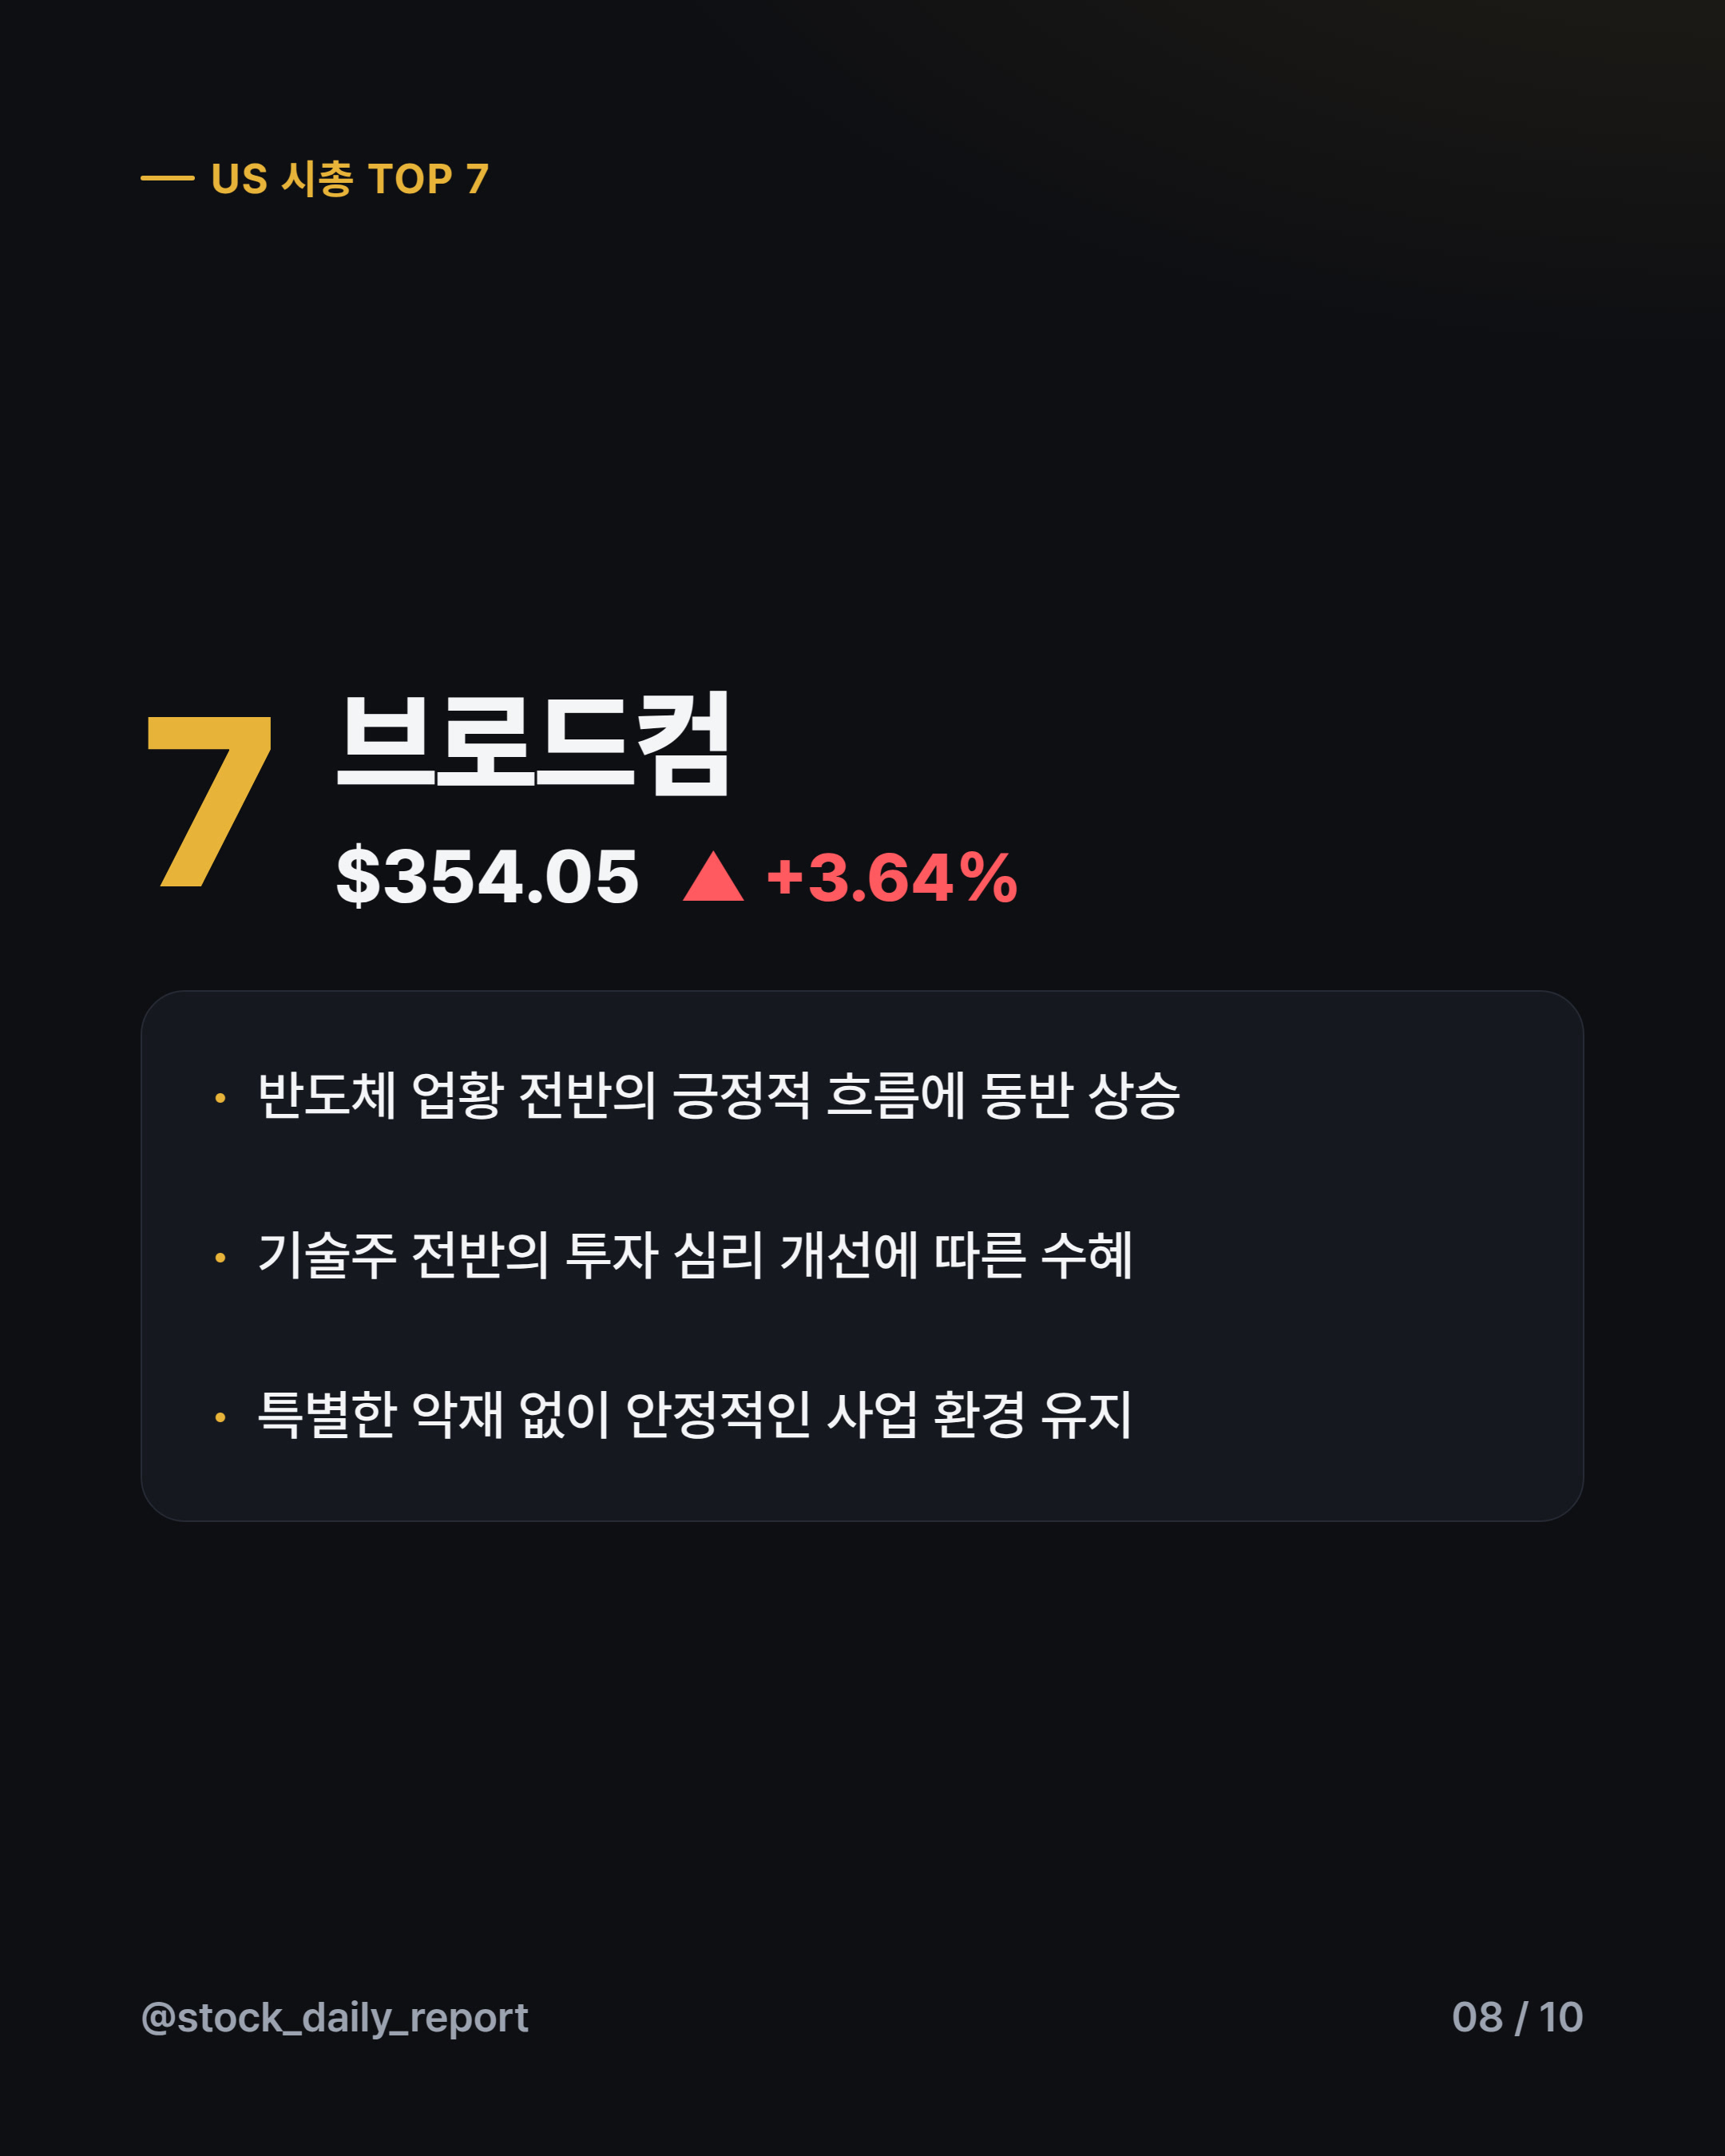 US 시총 TOP 7
7
브로드컴
$354.05 ▲ +3.64%
• 반도체 업황 전반의 긍정적 흐름에 동반 상승
• 기술주 전반의 투자 심리 개선에 따른 수혜
• 특별한 악재 없이 안정적인 사업 환경 유지
@stock_daily_report
08 / 10